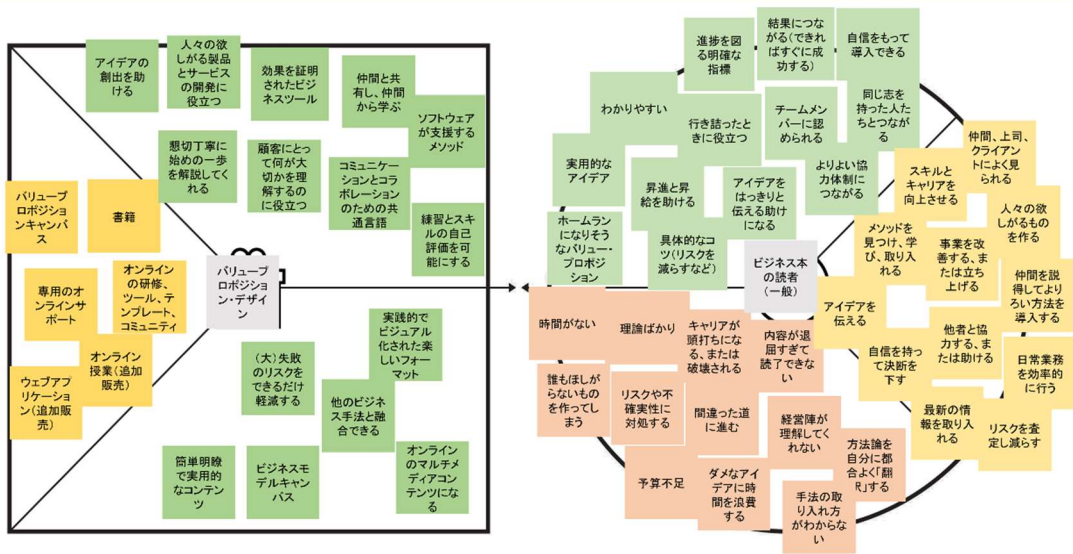 アイデアの
創出を助
ける
人々の欲
しがる製品
とサービス
の開発に
役立つ
効果を証明
されたビジ
ネスツール
仲間と共
有し、仲間
から学ぶ
ソフトウェア
が支援する
メソッド
懇切丁寧に
始めの一歩
を解説してく
れる
顧客にとっ
て何が大
切かを理
解するの
に役立つ
コミュニケー
ションとコ
ラボレーショ
ンのための共
通言語
練習とスキ
ルの自己
評価を可
能にする
バリュープ
ロポジショ
ンキャンバ
ス
書籍
専用のオ
ンラインサ
ポート
オンライン
の研修、
ツール、テ
ンプレート、
コミュニティ
ウェブアプ
リケーショ
ン(追加販
売)
オンライン
授業(追加
販売)
バリュープ
ロポジショ
ン・デザイ
ン
実践的で
ビジュアル
化された楽
しいフォー
マット
(大)失敗
のリスクを
できるだけ
軽減する
他のビジネ
ス手法と融
合できる
簡単明瞭
で実用的
なコンテン
ツ
ビジネスモ
デルキャン
バス
オンライン
のマルチメ
ディアコン
テンツになる
進捗を図
る明確な
指標
結果につな
がる(できれ
ばすぐに成
功する)
自信をもって
導入できる
わかりやすい
行き詰ったと
きに役立つ
チームメン
バーに認
められる
同じ志を
持った人た
ちとつなが
る
実用的な
アイデア
昇進と昇
給を助ける
アイデアを
はっきりと
伝える助け
になる
よりよい協
力体制に
つながる
ホームラン
になりそう
なバリュー・
プロポジ
ション
具体的なコ
ツ(リスクを
減らすなど)
ビジネス本
の読者
(一般)
仲間、上司、
クライアン
トによく見
られる
スキルと
キャリアを
向上させる
人々の欲
しがるもの
を作る
メソッドを
見つけ、学
び、取り入
れる
事業を改
善する、ま
たは立ち
上げる
仲間を説
得してより
ろい方法を
導入する
アイデアを
伝える
他者と協
力する、ま
たは助ける
自信を持っ
て決断を
下す
日常業務
を効率的に
行う
最新の情
報を取り入
れる
リスクを査
定し減らす
時間がない
理論ばかり
キャリアが
頭打ちにな
る、または
破壊される
内容が退
屈すぎて
読了できな
い
誰もほしが
らないもの
を作ってし
まう
リスクや不
確実性に
対処する
間違った道
に進む
経営陣が
理解してく
れない
方法論を
自分に都
合よく「翻
訳」する
予算不足
ダメなアイ
デアに時間
を浪費する
手法の取
り入れ方
がわからな
い